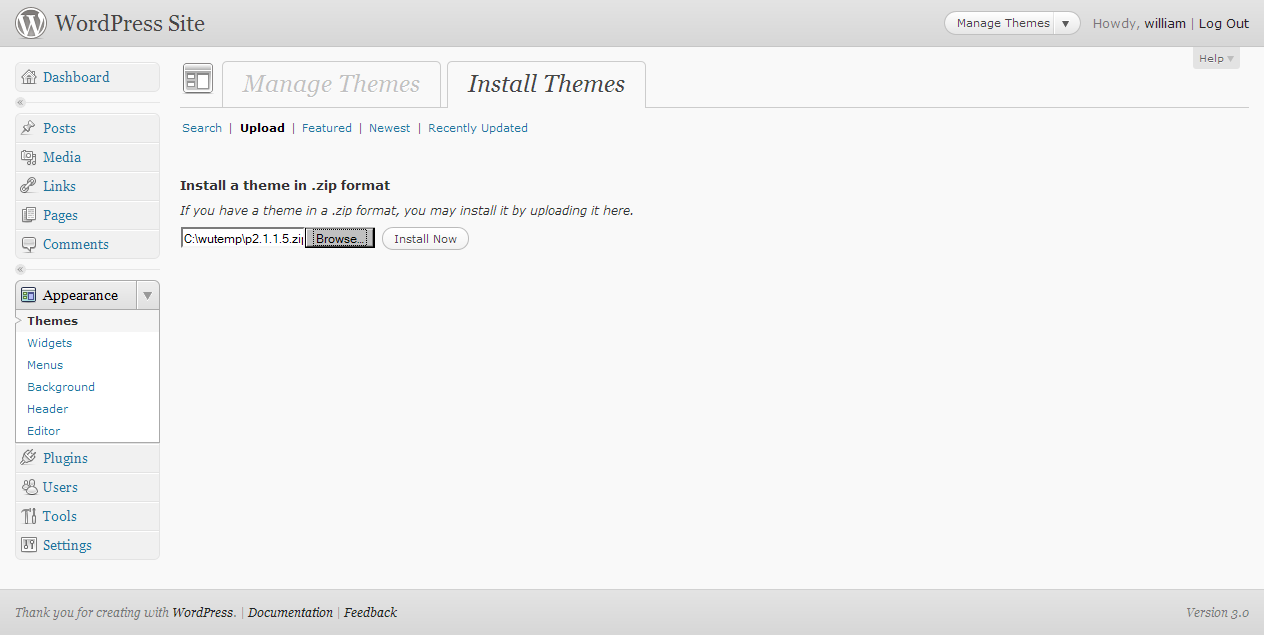 WordPress Site
Manage Themes ▼ Howdy, william | Log Out
Help ▼
Dashboard
Posts
Media
Links
Pages
Comments
Appearance ▼
Themes
Widgets
Menus
Background
Header
Editor
Plugins
Users
Tools
Settings
Manage Themes
Install Themes
Search | Upload | Featured | Newest | Recently Updated
Install a theme in .zip format
If you have a theme in a .zip format, you may install it by uploading it here.
C:\wutemp\p2.1.1.5.zip Browse... Install Now
Thank you for creating with WordPress. | Documentation | Feedback
Version 3.0